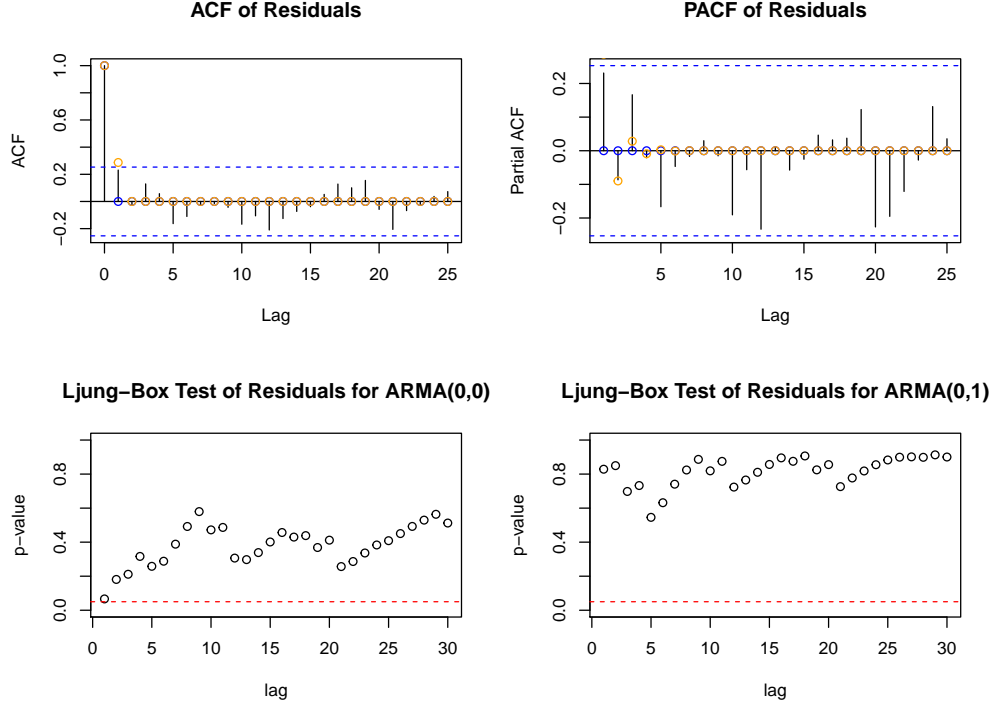 ACF of Residuals
ACF
−0.2 0.2 0.6 1.0
0 5 10 15 20 25
Lag
PACF of Residuals
Partial ACF
−0.2 0.0 0.2
5 10 15 20 25
Lag
Ljung−Box Test of Residuals for ARMA(0,0)
p−value
0.0 0.4 0.8
0 5 10 15 20 25 30
lag
Ljung−Box Test of Residuals for ARMA(0,1)
p−value
0.0 0.4 0.8
0 5 10 15 20 25 30
lag